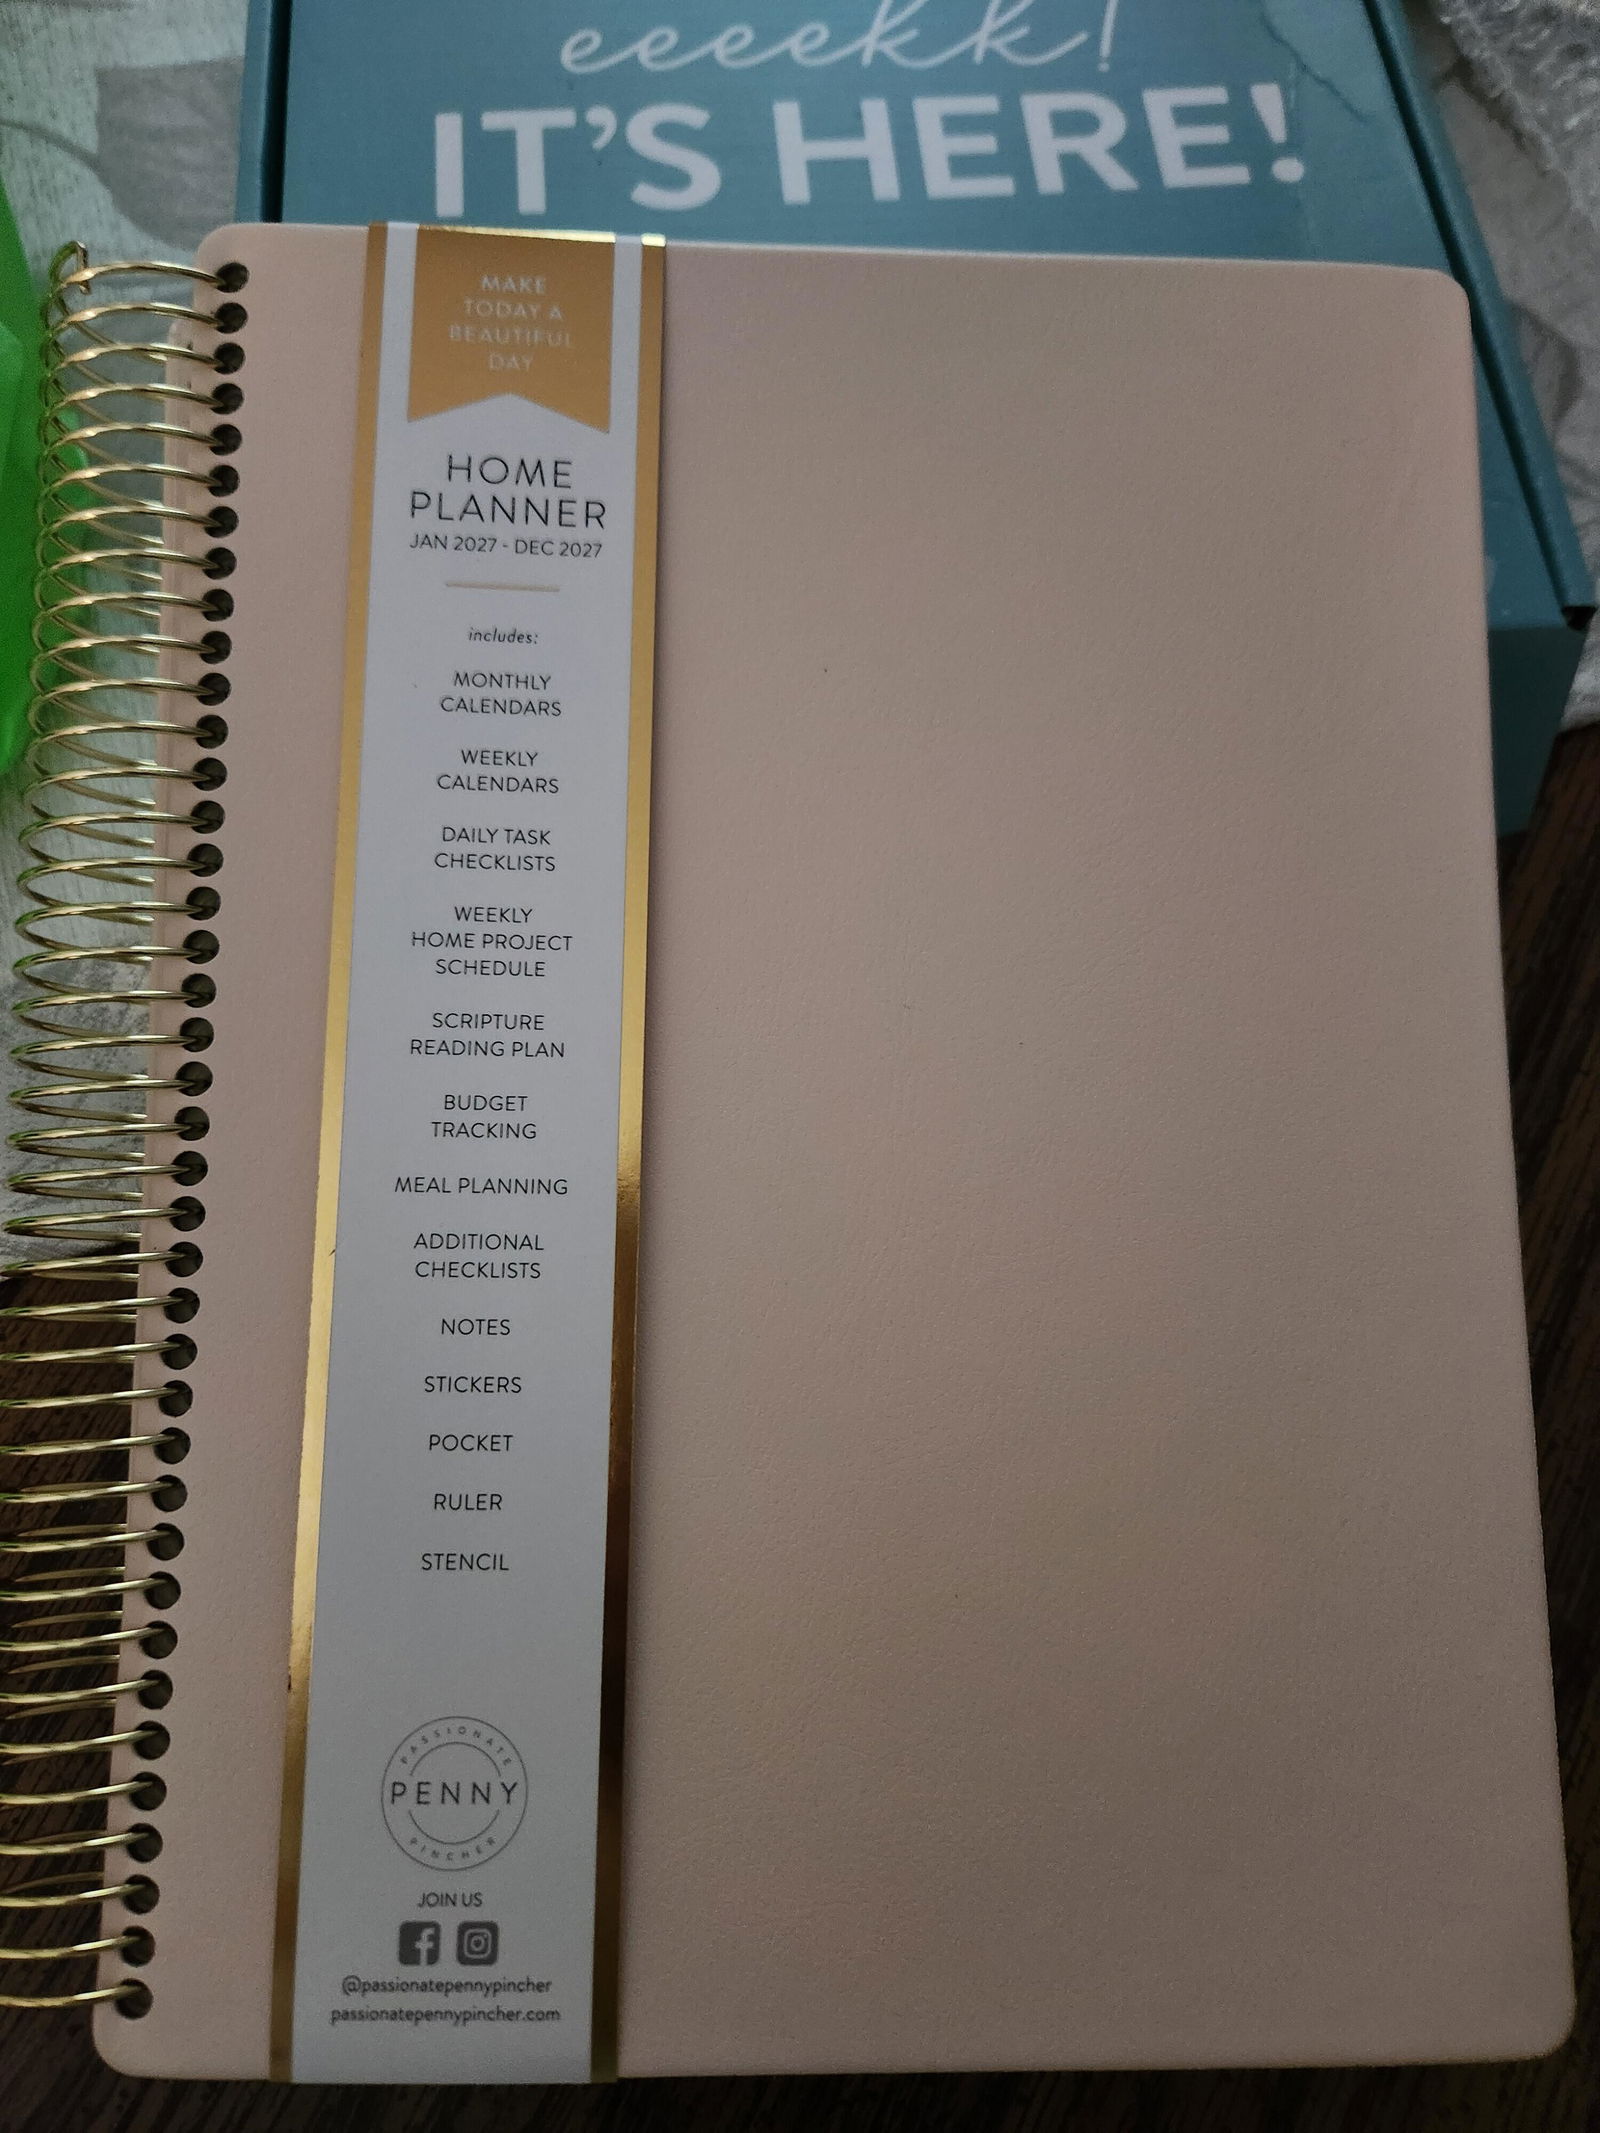 eeeekk!
IT'S HERE!
MAKE
TODAY A
BEAUTIFUL
DAY
HOME
PLANNER
JAN 2027 - DEC 2027
includes:
MONTHLY
CALENDARS
WEEKLY
CALENDARS
DAILY TASK
CHECKLISTS
WEEKLY
HOME PROJECT
SCHEDULE
SCRIPTURE
READING PLAN
BUDGET
TRACKING
MEAL PLANNING
ADDITIONAL
CHECKLISTS
NOTES
STICKERS
POCKET
RULER
STENCIL
PASSIONATE
PENNY
PINCHER
JOIN US
@passionatepennypincher
passionatepennypincher.com